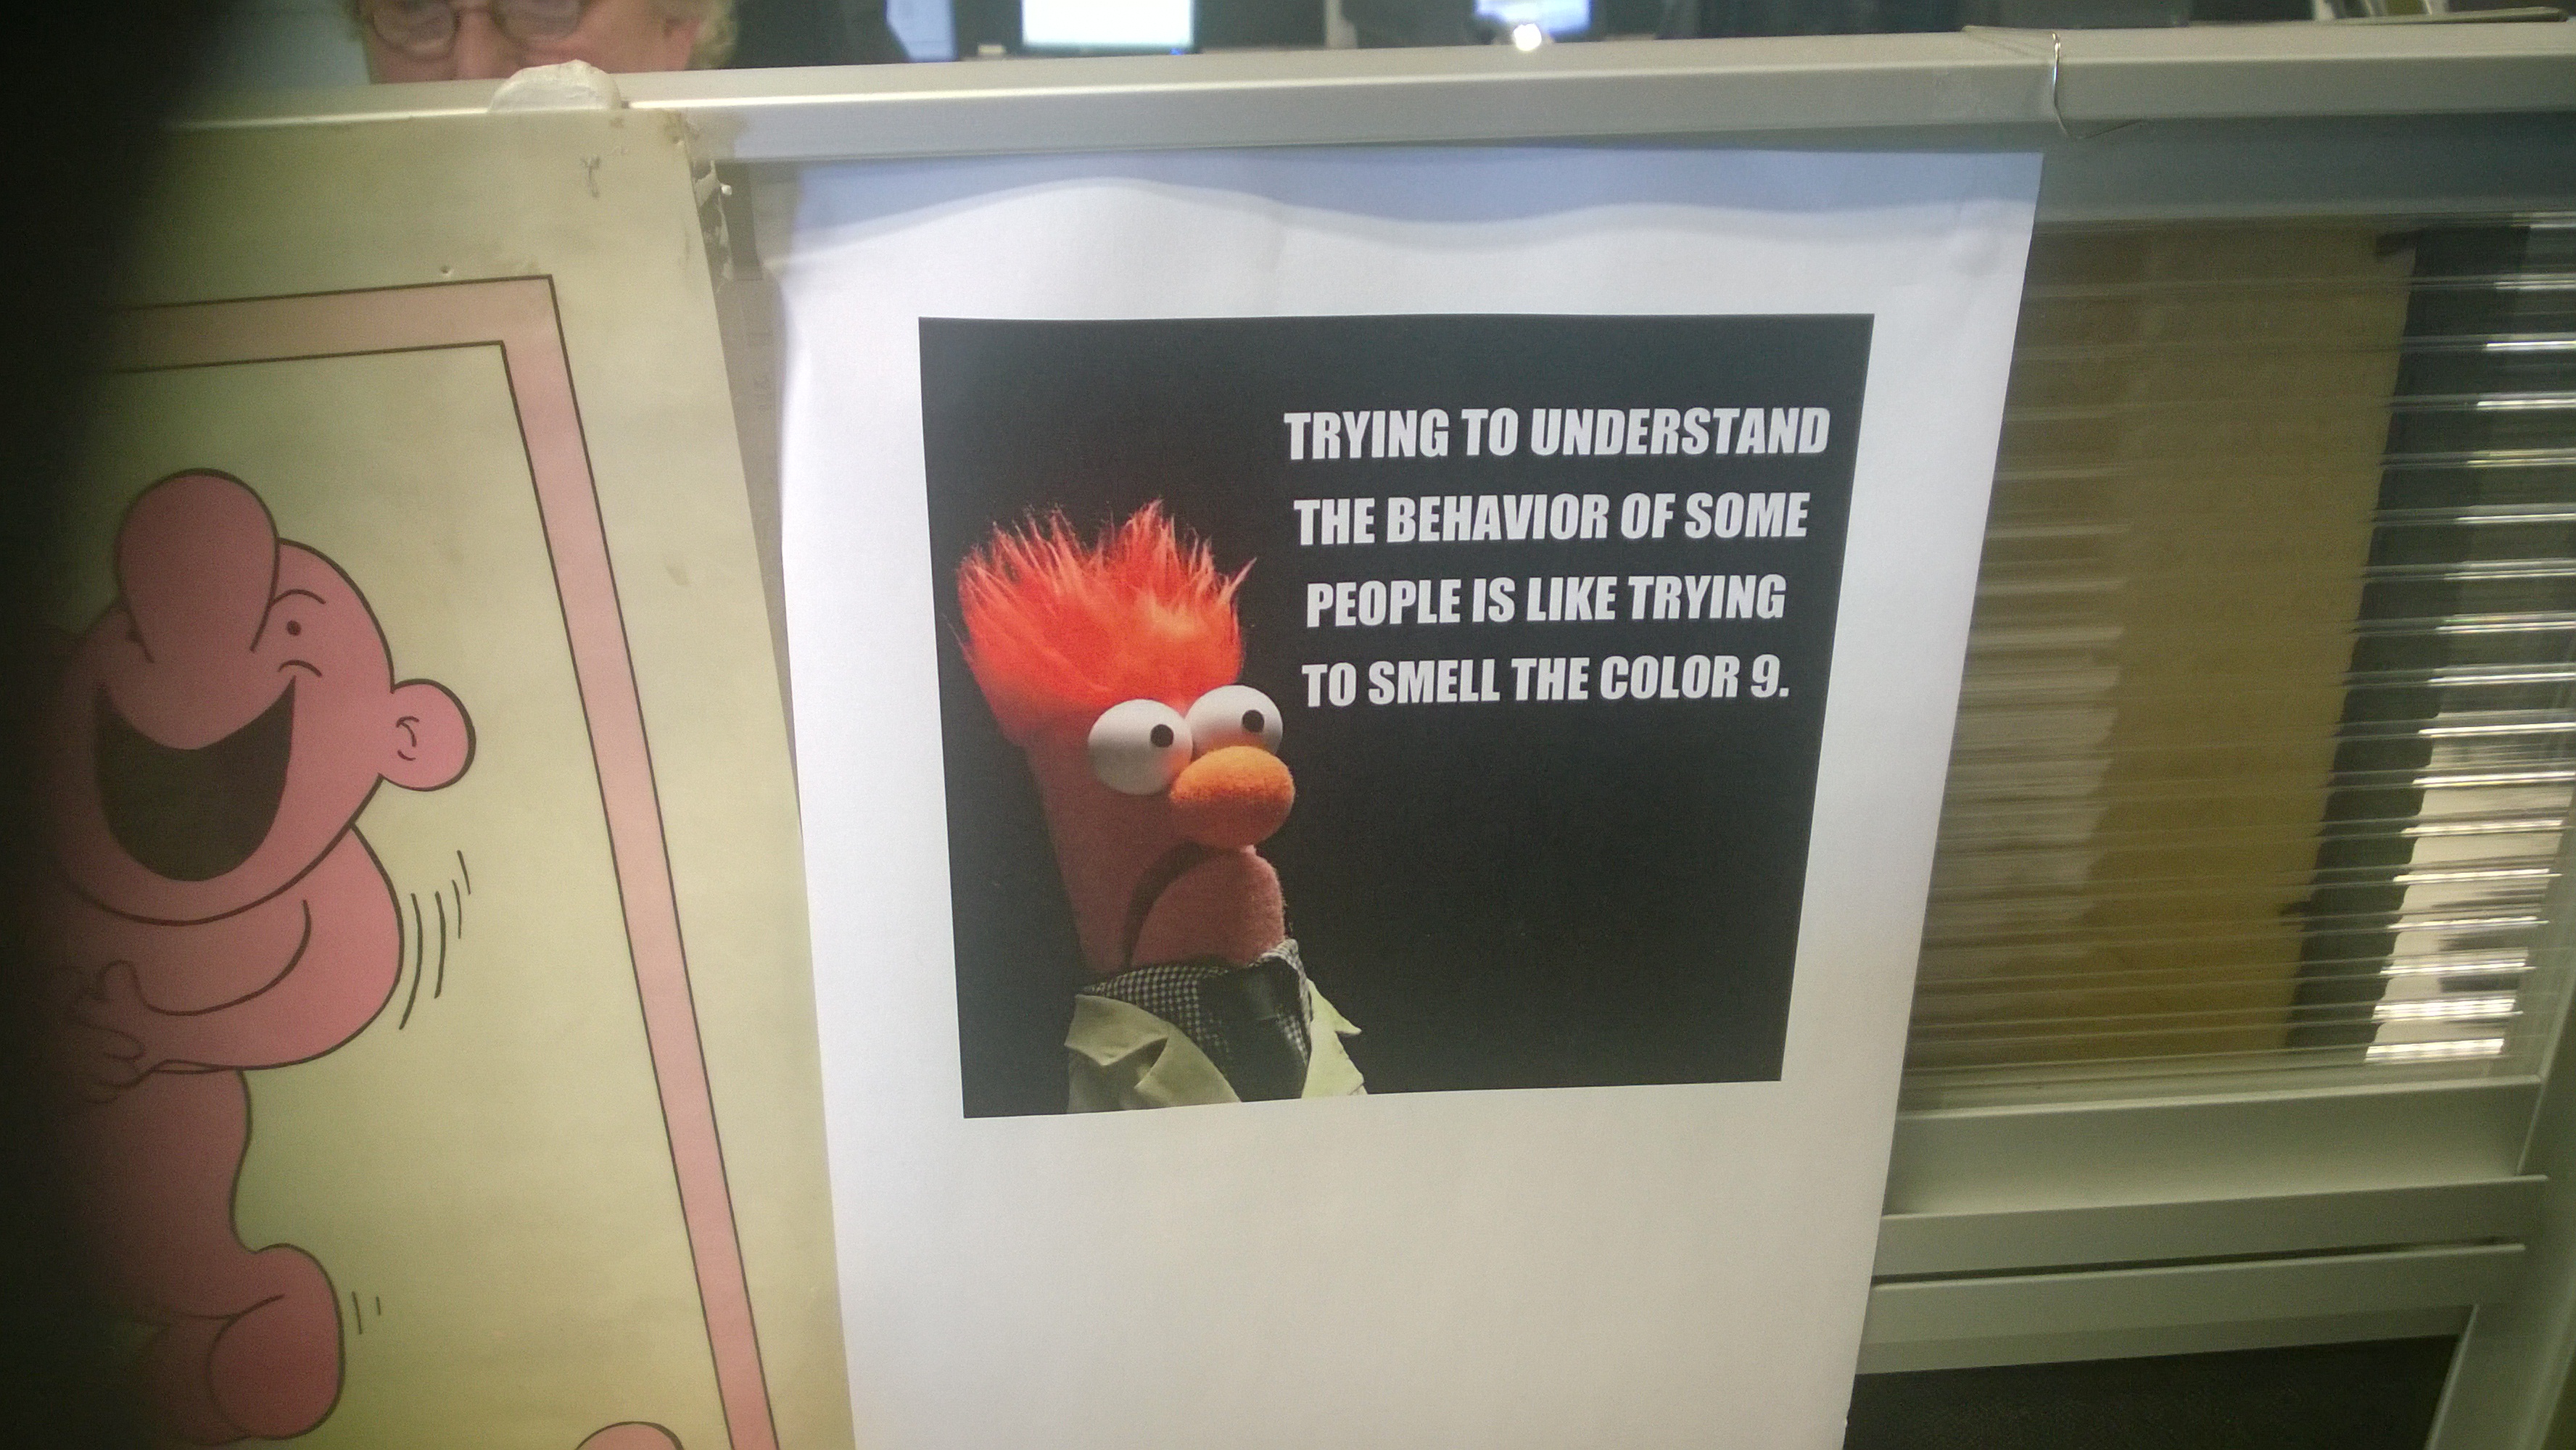 TRYING TO UNDERSTAND
THE BEHAVIOR OF SOME
PEOPLE IS LIKE TRYING
TO SMELL THE COLOR 9.